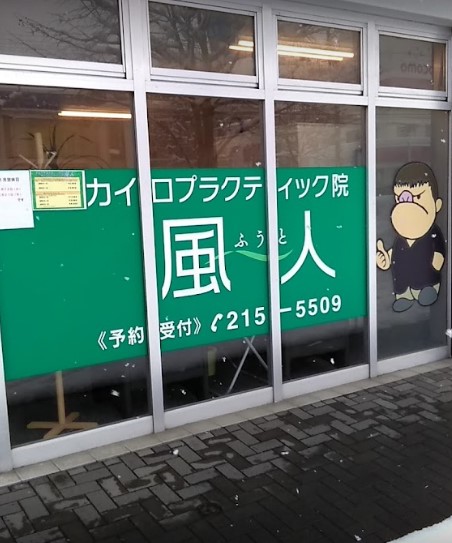 カイロプラクティック院
風人
ふうと
《予約受付》 215-5509